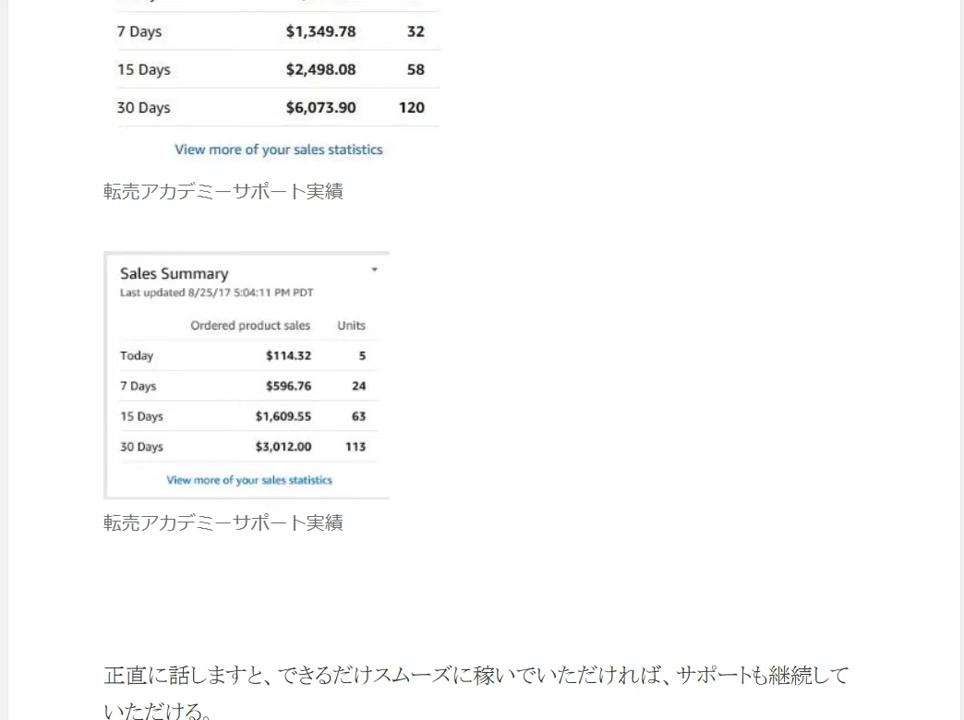 7 Days $1,349.78 32
15 Days $2,498.08 58
30 Days $6,073.90 120
View more of your sales statistics
転売アカデミーサポート実績
Sales Summary
Last updated 8/25/17 5:04:11 PM PDT
Ordered product sales Units
Today $114.32 5
7 Days $596.76 24
15 Days $1,609.55 63
30 Days $3,012.00 113
View more of your sales statistics
転売アカデミーサポート実績
正直に話しますと、できるだけスムーズに稼いでいただければ、サポートも継続して
いただける。